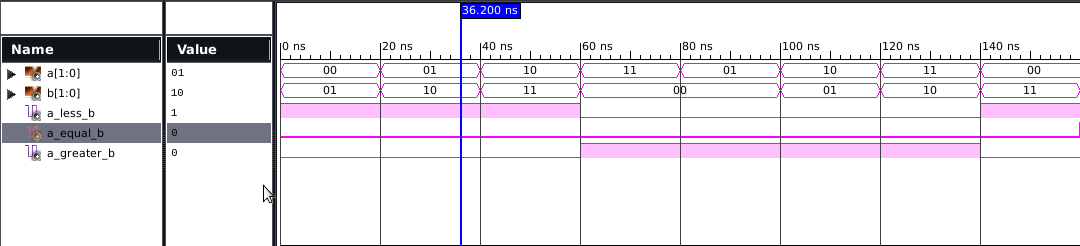 36.200 ns
Name Value 0 ns 20 ns 40 ns 60 ns 80 ns 100 ns 120 ns 140 ns
a[1:0] 01 00 01 10 11 01 10 11 00
b[1:0] 10 01 10 11 00 01 10 11
a_less_b 1
a_equal_b 0
a_greater_b 0